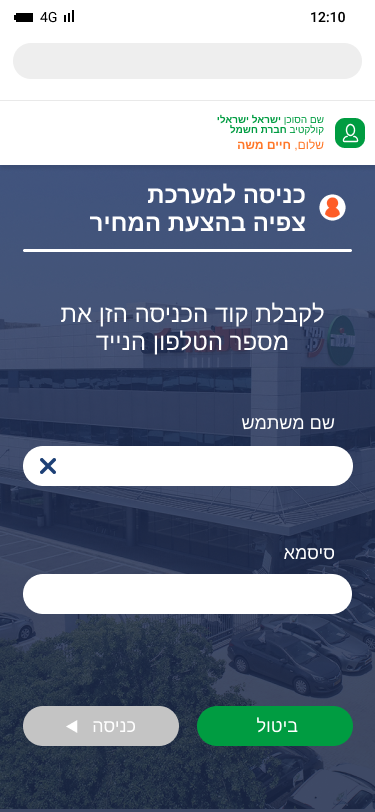 4G 12:10
שם הסוכן ישראל ישראלי
קולקטיב חברת חשמל
שלום, חיים משה
כניסה למערכת
צפיה בהצעת המחיר
לקבלת קוד הכניסה הזן את
מספר הטלפון הנייד
שם משתמש
סיסמא
ביטול
כניסה